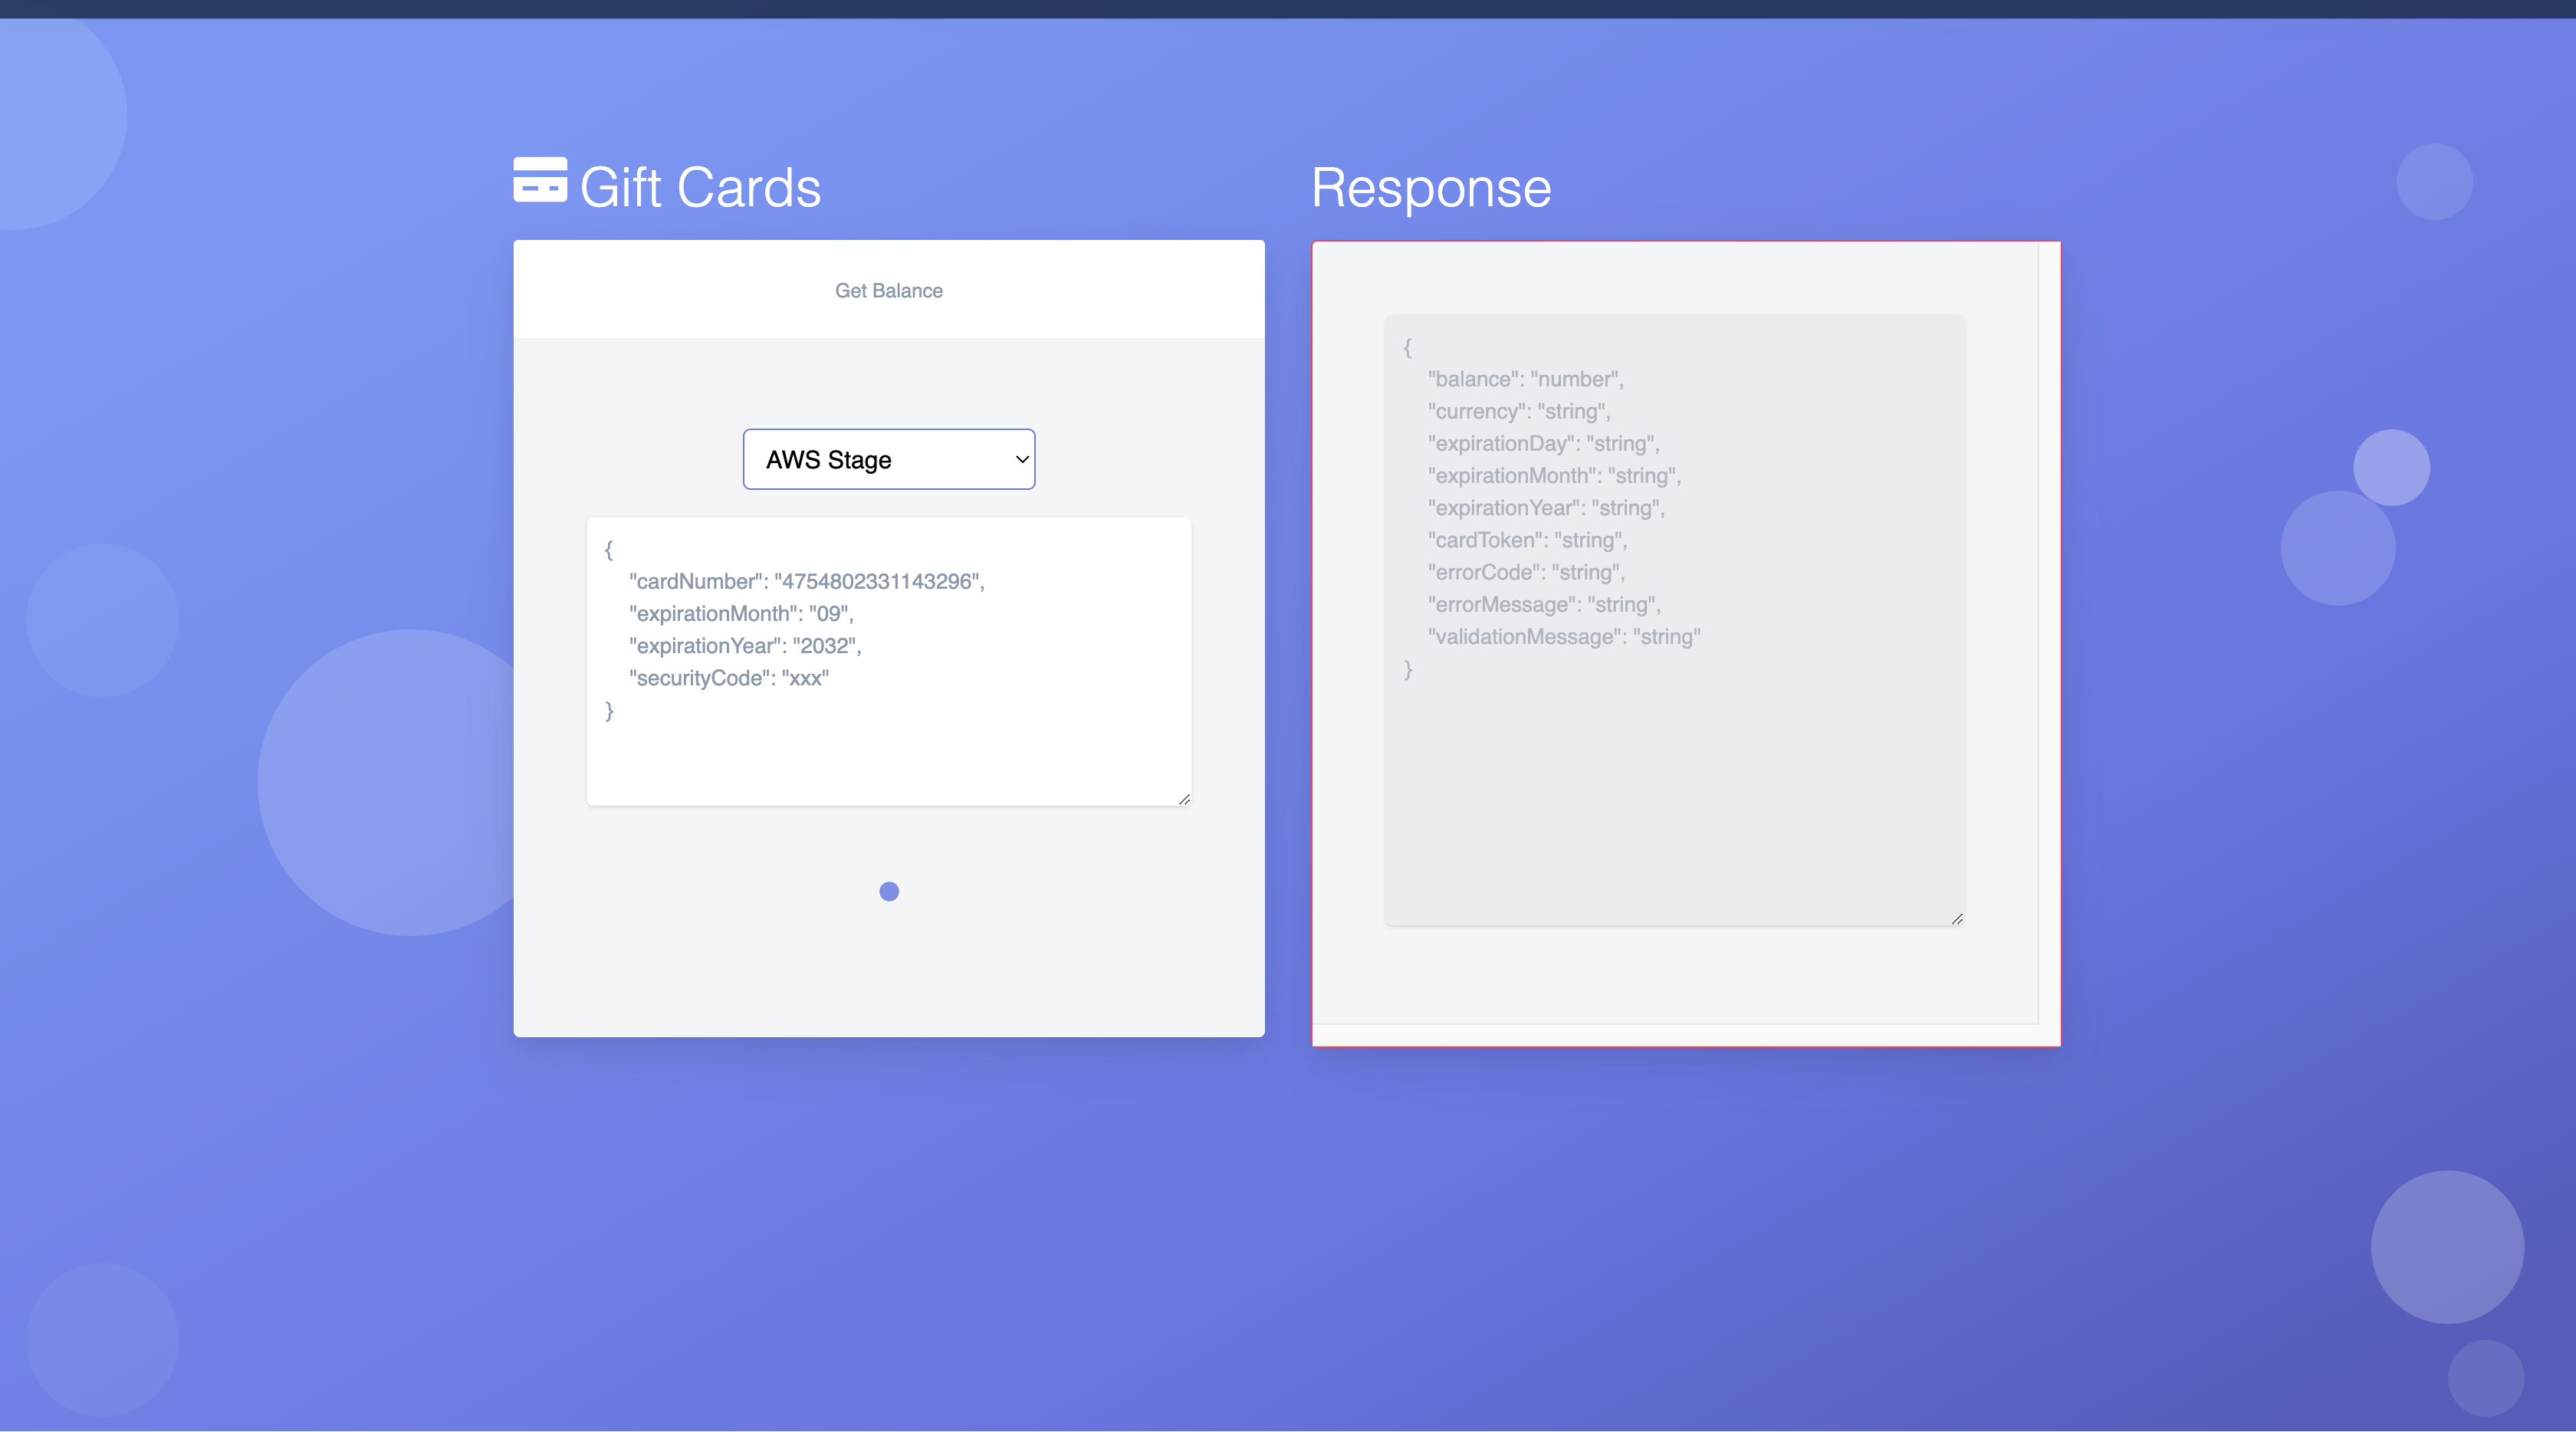 Gift Cards
Get Balance
AWS Stage
{
"cardNumber": "4754802331143296",
"expirationMonth": "09",
"expirationYear": "2032",
"securityCode": "xxx"
}
Response
{
"balance": "number",
"currency": "string",
"expirationDay": "string",
"expirationMonth": "string",
"expirationYear": "string",
"cardToken": "string",
"errorCode": "string",
"errorMessage": "string",
"validationMessage": "string"
}